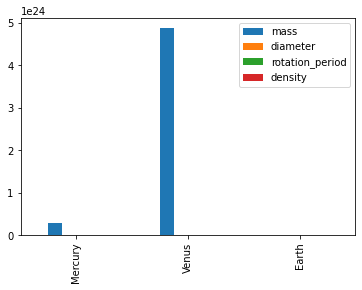 1e24
5
4
3
2
1
0
mass
diameter
rotation_period
density
Mercury
Venus
Earth